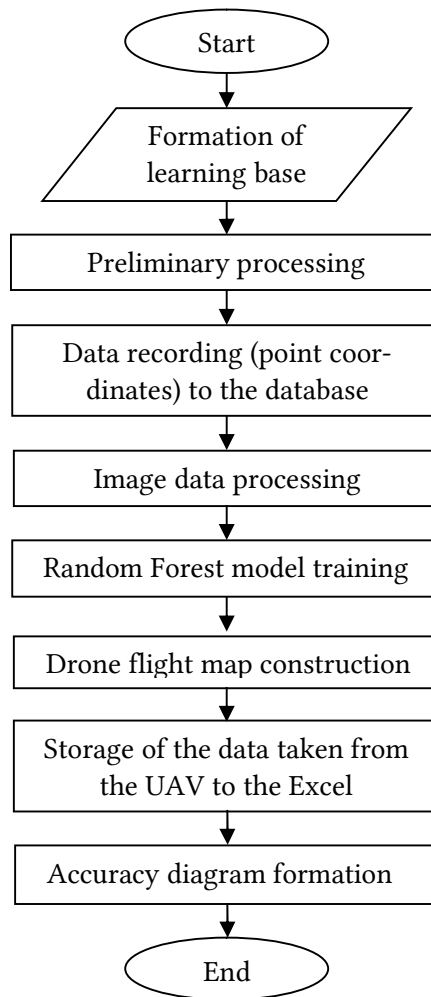 Start
Formation of
learning base
Preliminary processing
Data recording (point coor-
dinates) to the database
Image data processing
Random Forest model training
Drone flight map construction
Storage of the data taken from
the UAV to the Excel
Accuracy diagram formation
End